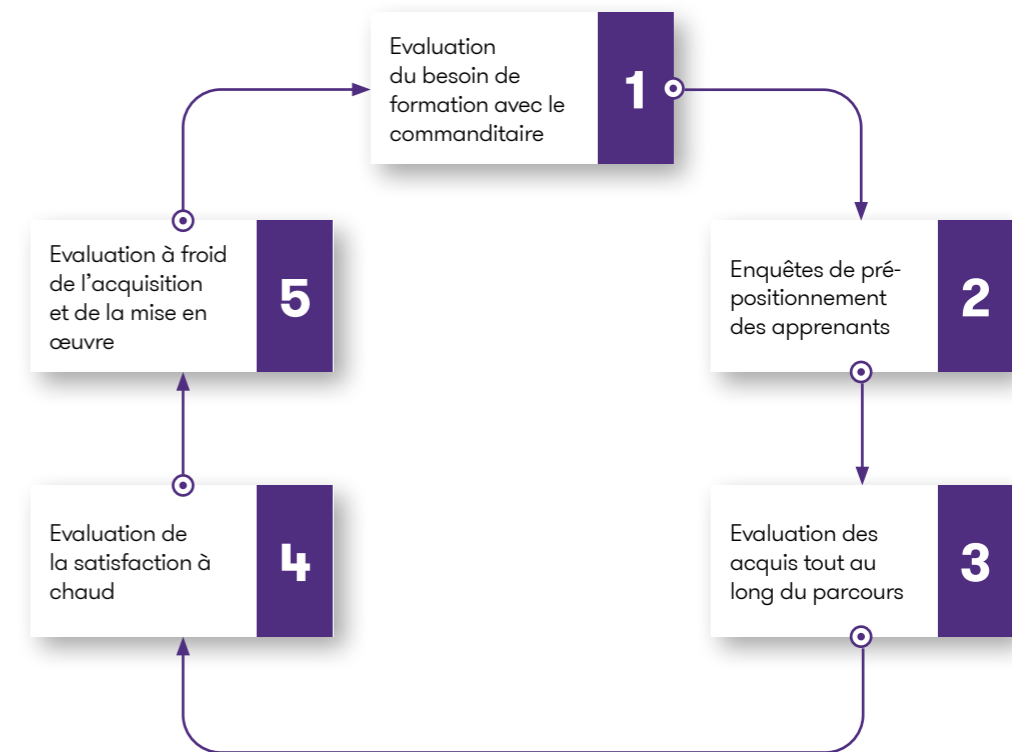 Evaluation
du besoin de
formation avec le
commanditaire
1
Enquêtes de pré-
positionnement
des apprenants
2
Evaluation des
acquis tout au
long du parcours
3
Evaluation de
la satisfaction à
chaud
4
Evaluation à froid
de l’acquisition
et de la mise en
œuvre
5